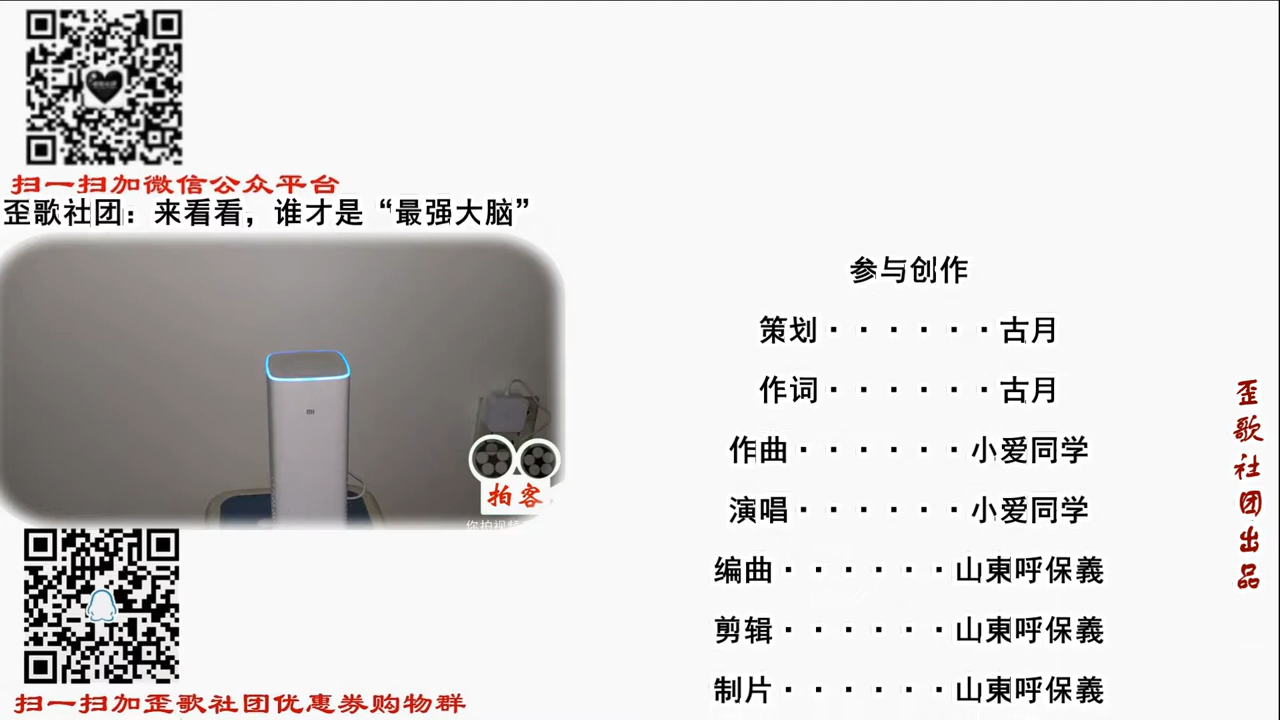 扫一扫加微信公众平台
歪歌社团：来看看，谁才是“最强大脑”
MI
拍客
你拍视频
扫一扫加歪歌社团优惠券购物群
参与创作
策划······古月
作词······古月
作曲······小爱同学
演唱······小爱同学
编曲······山東呼保義
剪辑······山東呼保義
制片······山東呼保義
歪歌社团出品